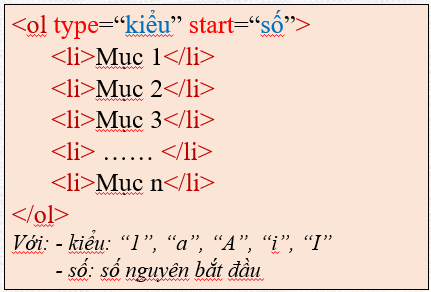 <ol type=“kiểu” start=“số”>
<li>Mục 1</li>
<li>Mục 2</li>
<li>Mục 3</li>
<li> …… </li>
<li>Mục n</li>
</ol>
Với: - kiểu: “1”, “a”, “A”, “i”, “I”
- số: số nguyên bắt đầu